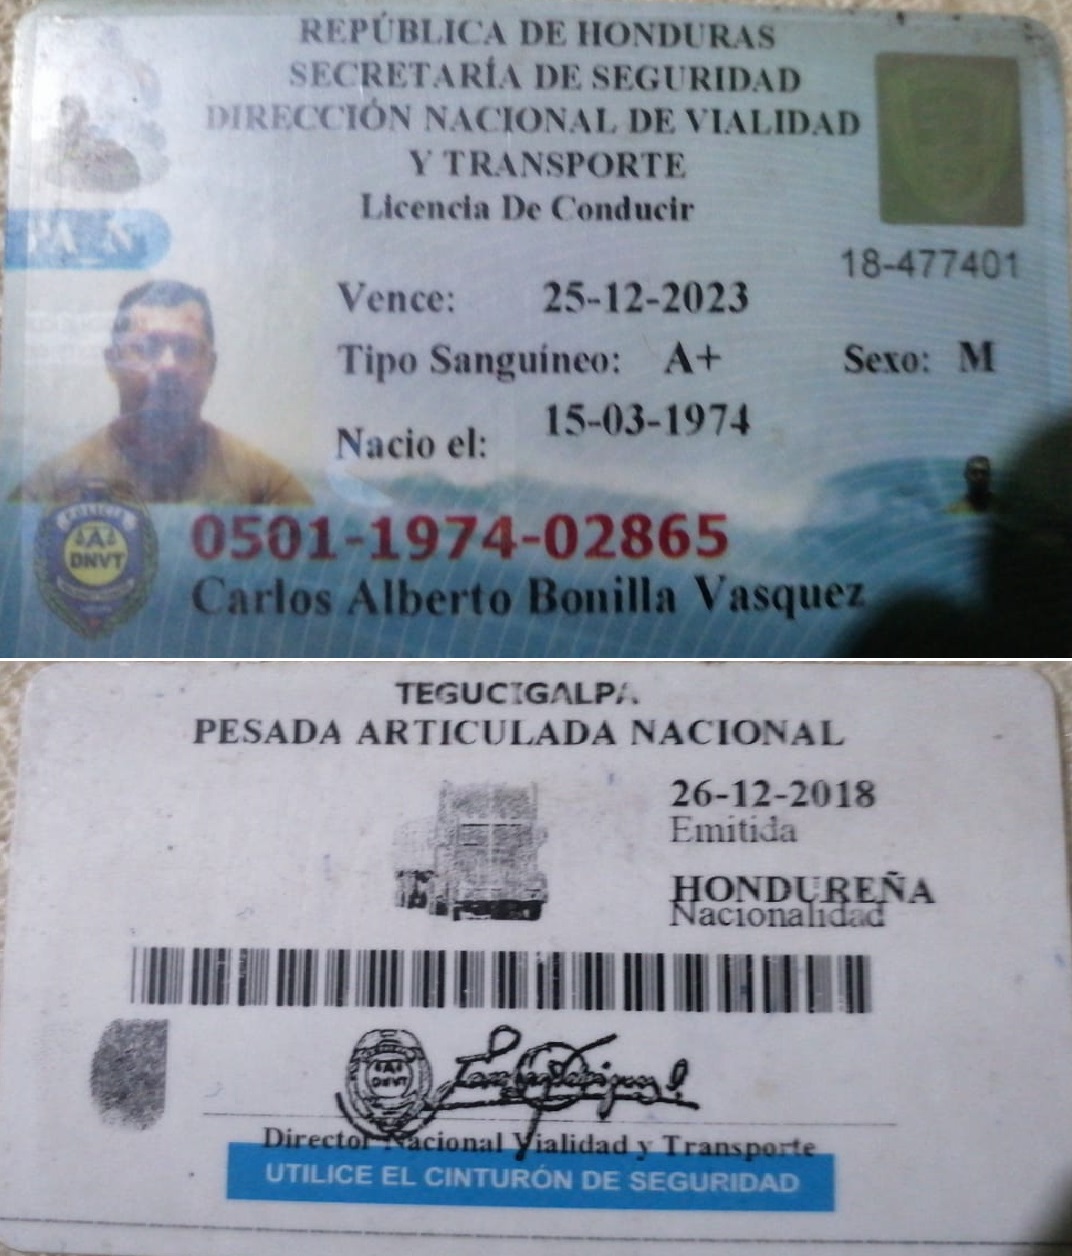 REPÚBLICA DE HONDURAS
SECRETARÍA DE SEGURIDAD
DIRECCIÓN NACIONAL DE VIALIDAD
Y TRANSPORTE
Licencia De Conducir
PA N
18-477401
Vence: 25-12-2023
Tipo Sanguíneo: A+ Sexo: M
Nacio el: 15-03-1974
POLICIA
DNVT
0501-1974-02865
Carlos Alberto Bonilla Vasquez
TEGUCIGALPA
PESADA ARTICULADA NACIONAL
26-12-2018
Emitida
HONDUREÑA
Nacionalidad
DNVT
Director Nacional Vialidad y Transporte
UTILICE EL CINTURÓN DE SEGURIDAD